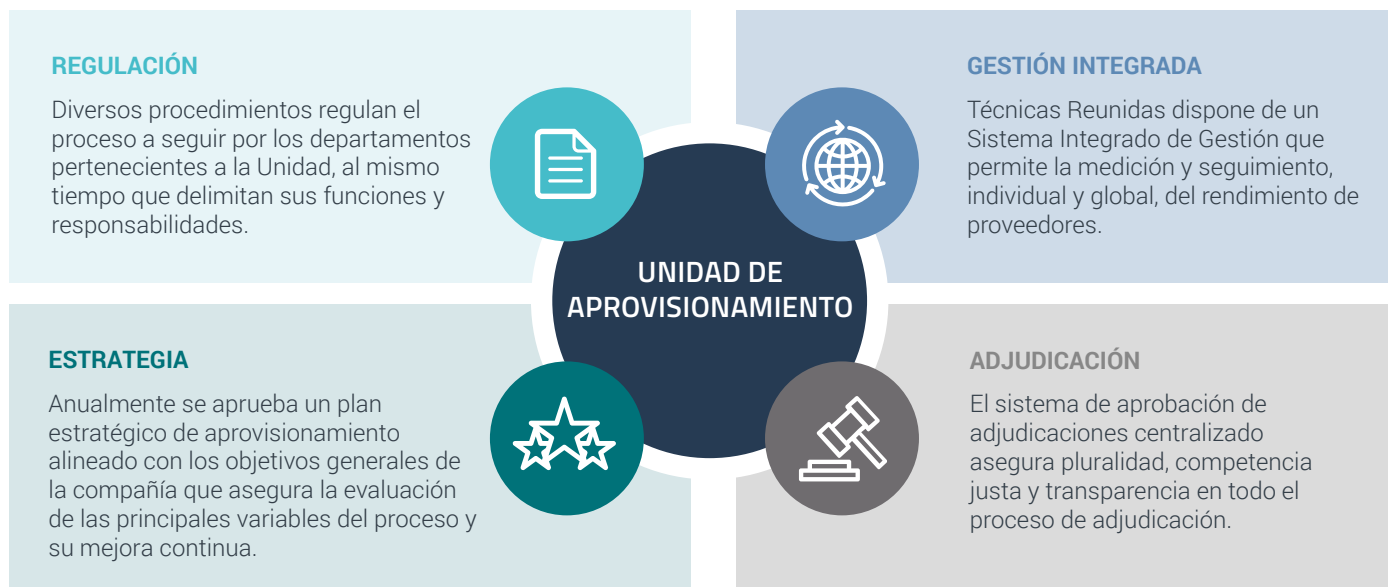 REGULACIÓN
Diversos procedimientos regulan el
proceso a seguir por los departamentos
pertenecientes a la Unidad, al mismo
tiempo que delimitan sus funciones y
responsabilidades.
GESTIÓN INTEGRADA
Técnicas Reunidas dispone de un
Sistema Integrado de Gestión que
permite la medición y seguimiento,
individual y global, del rendimiento de
proveedores.
UNIDAD DE
APROVISIONAMIENTO
ESTRATEGIA
Anualmente se aprueba un plan
estratégico de aprovisionamiento
alineado con los objetivos generales de
la compañía que asegura la evaluación
de las principales variables del proceso y
su mejora continua.
ADJUDICACIÓN
El sistema de aprobación de
adjudicaciones centralizado
asegura pluralidad, competencia
justa y transparencia en todo el
proceso de adjudicación.